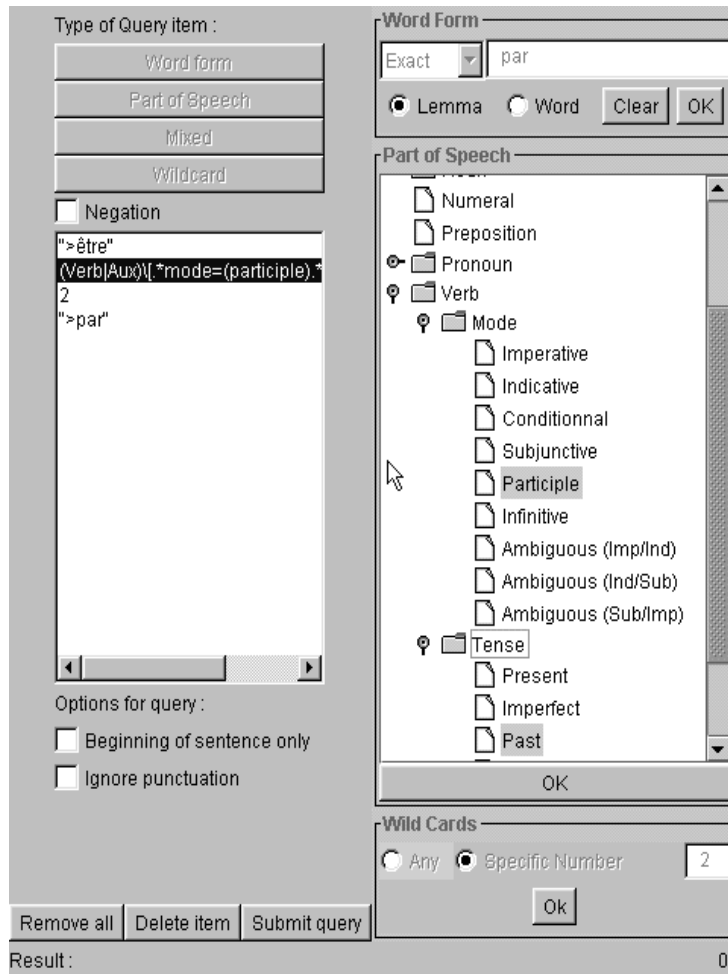 Type of Query item :
Word form
Part of Speech
Mixed
Wildcard
Negation
">être"
(Verb|Aux)\[.*mode=(participle).*
2
">par"
Options for query :
Beginning of sentence only
Ignore punctuation
Remove all Delete item Submit query
Result : 0
Word Form
Exact par
Lemma Word Clear OK
Part of Speech
Numeral
Preposition
Pronoun
Verb
Mode
Imperative
Indicative
Conditionnal
Subjunctive
Participle
Infinitive
Ambiguous (Imp/Ind)
Ambiguous (Ind/Sub)
Ambiguous (Sub/Imp)
Tense
Present
Imperfect
Past
OK
Wild Cards
Any Specific Number 2
Ok